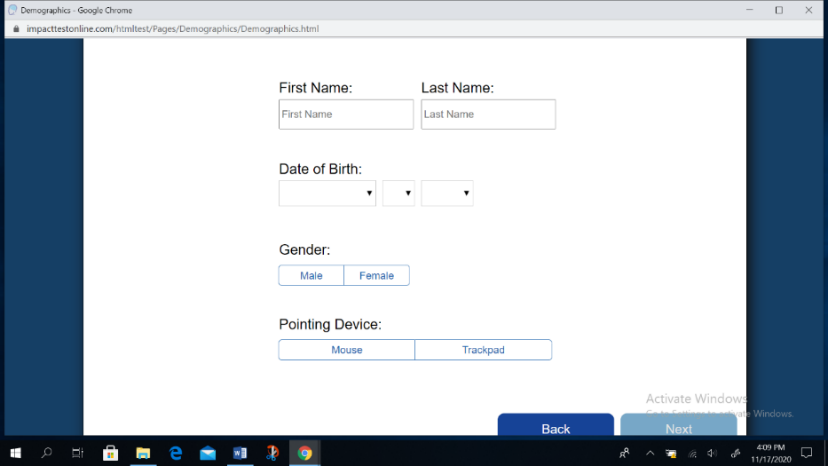 Demographics - Google Chrome
impacttestonline.com/htmltest/Pages/Demographics/Demographics.html
First Name: Last Name:
First Name Last Name
Date of Birth:
Gender:
Male Female
Pointing Device:
Mouse Trackpad
Activate Windows
Go to Settings to activate Windows.
Back Next
4:09 PM
11/17/2020